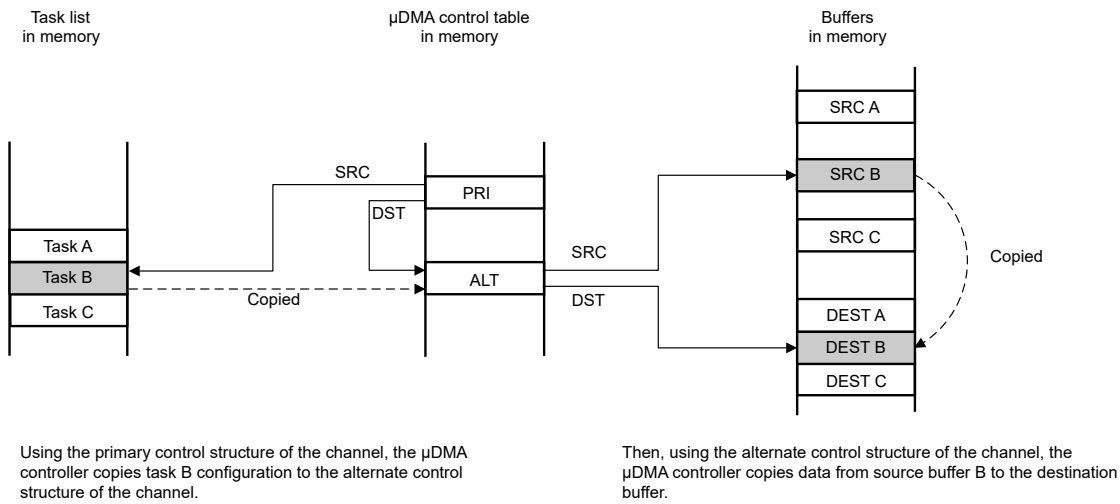 Task list
in memory
µDMA control table
in memory
Buffers
in memory
SRC A
SRC B
SRC
PRI
DST
SRC C
Copied
Task A
SRC
Task B
ALT
Copied
DST
Task C
DEST A
DEST B
DEST C
Using the primary control structure of the channel, the µDMA
controller copies task B configuration to the alternate control
structure of the channel.
Then, using the alternate control structure of the channel, the
µDMA controller copies data from source buffer B to the destination
buffer.